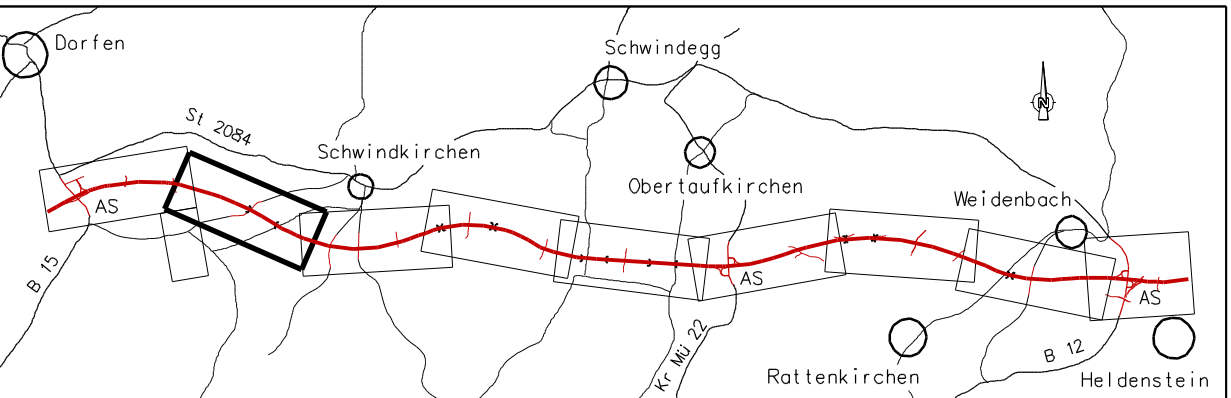 Dorfen
Schwindegg
St 2084
N
Schwindkirchen
Obertaufkirchen
Weidenbach
AS
B 15
AS
AS
Kr Mü 22
B 12
Rattenkirchen
Heldenstein